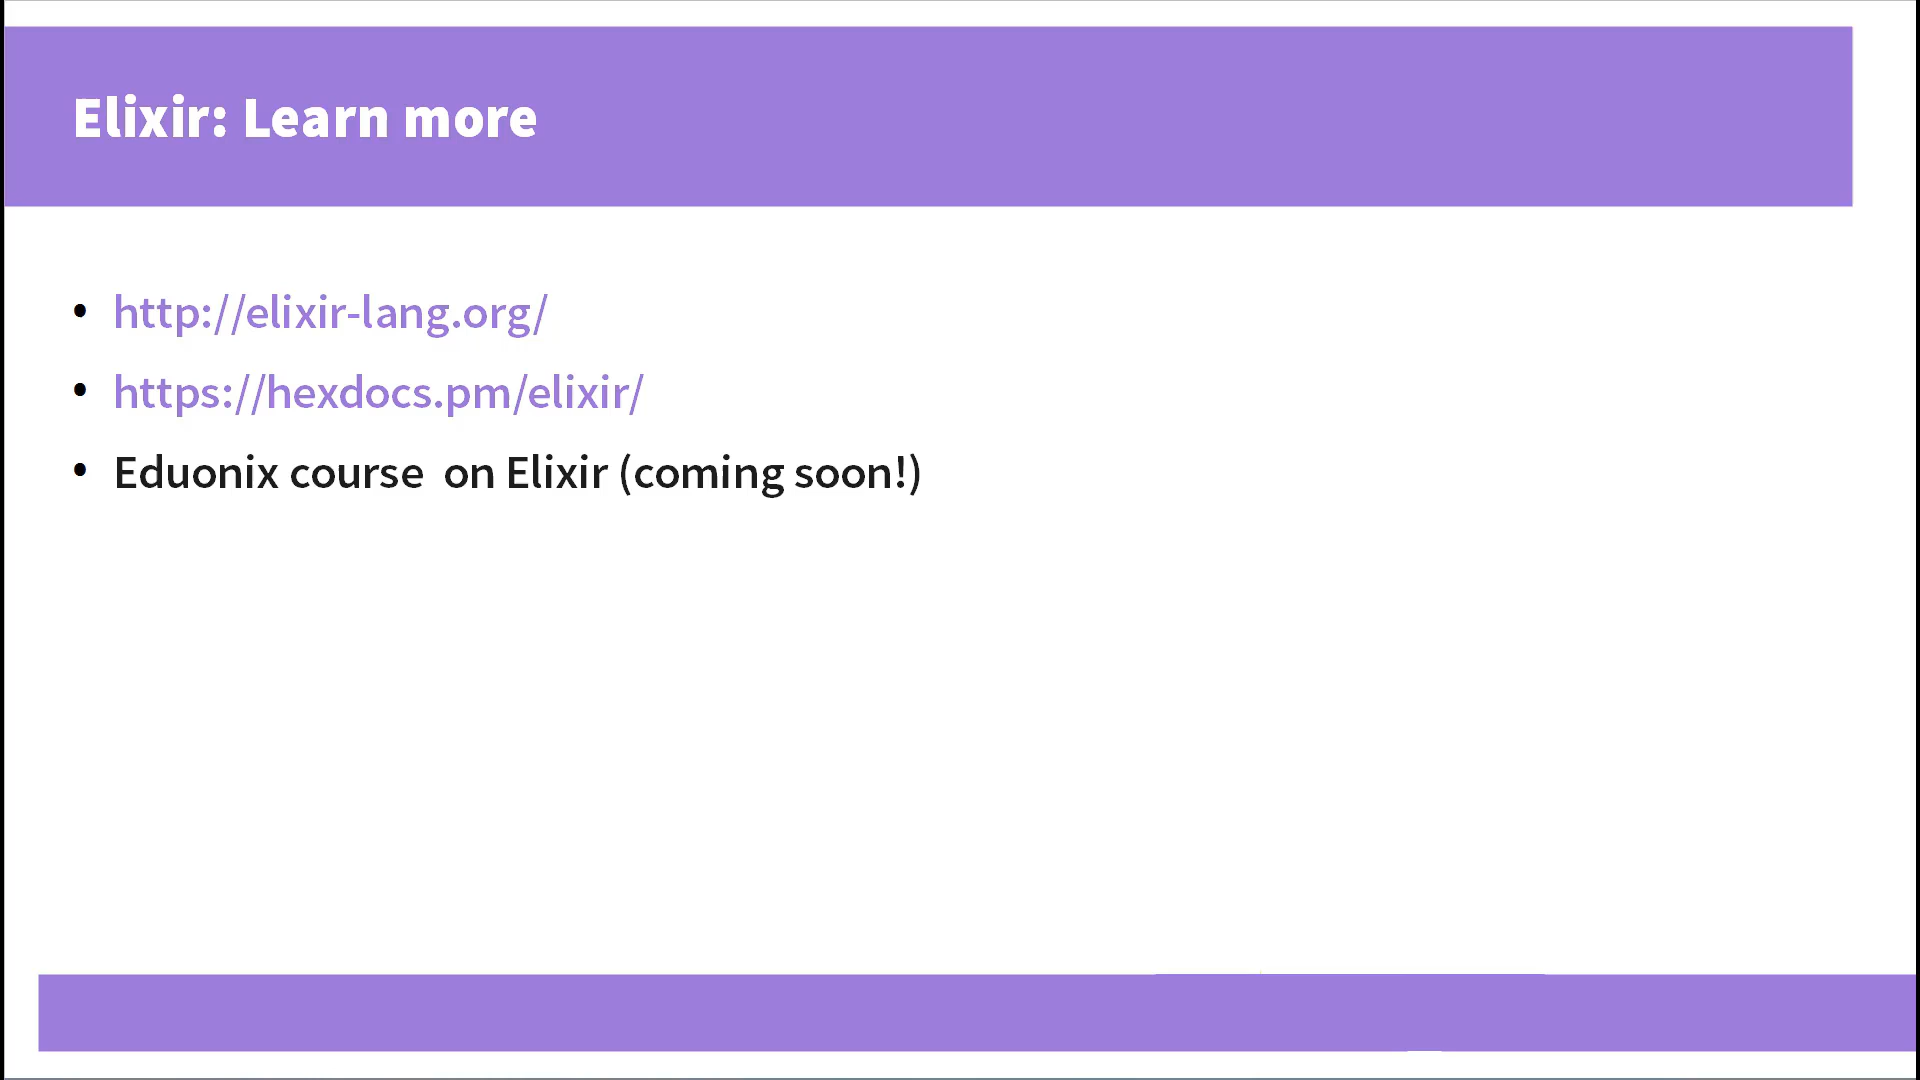 Elixir: Learn more
• http://elixir-lang.org/
• https://hexdocs.pm/elixir/
• Eduonix course  on Elixir (coming soon!)